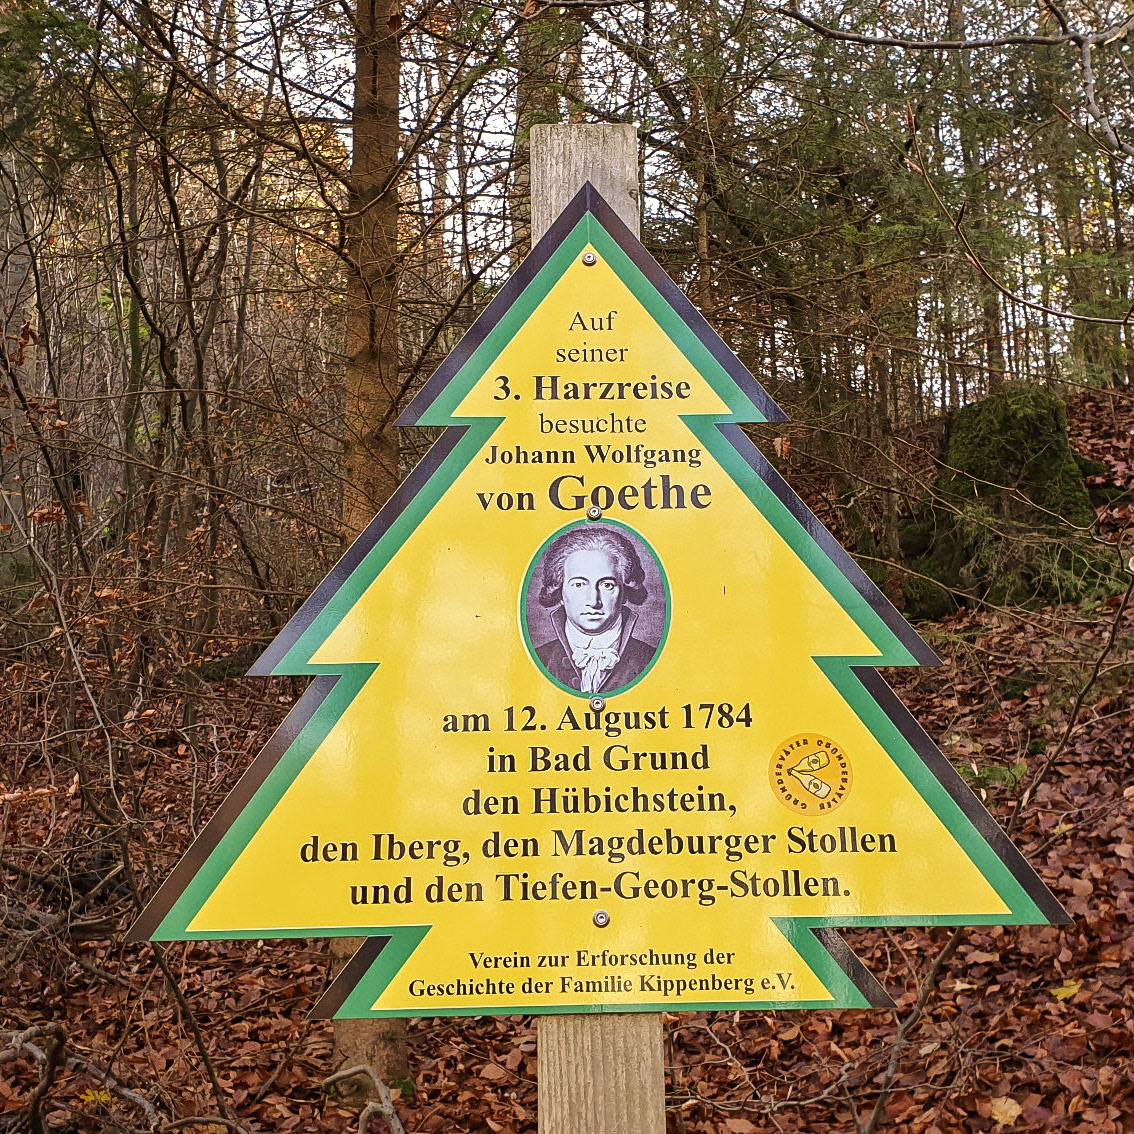 Auf
seiner
3. Harzreise
besuchte
Johann Wolfgang
von Goethe
am 12. August 1784
in Bad Grund
den Hübichstein,
den Iberg, den Magdeburger Stollen
und den Tiefen-Georg-Stollen.
Verein zur Erforschung der
Geschichte der Familie Kippenberg e.V.
GRÜNDERVÄTER